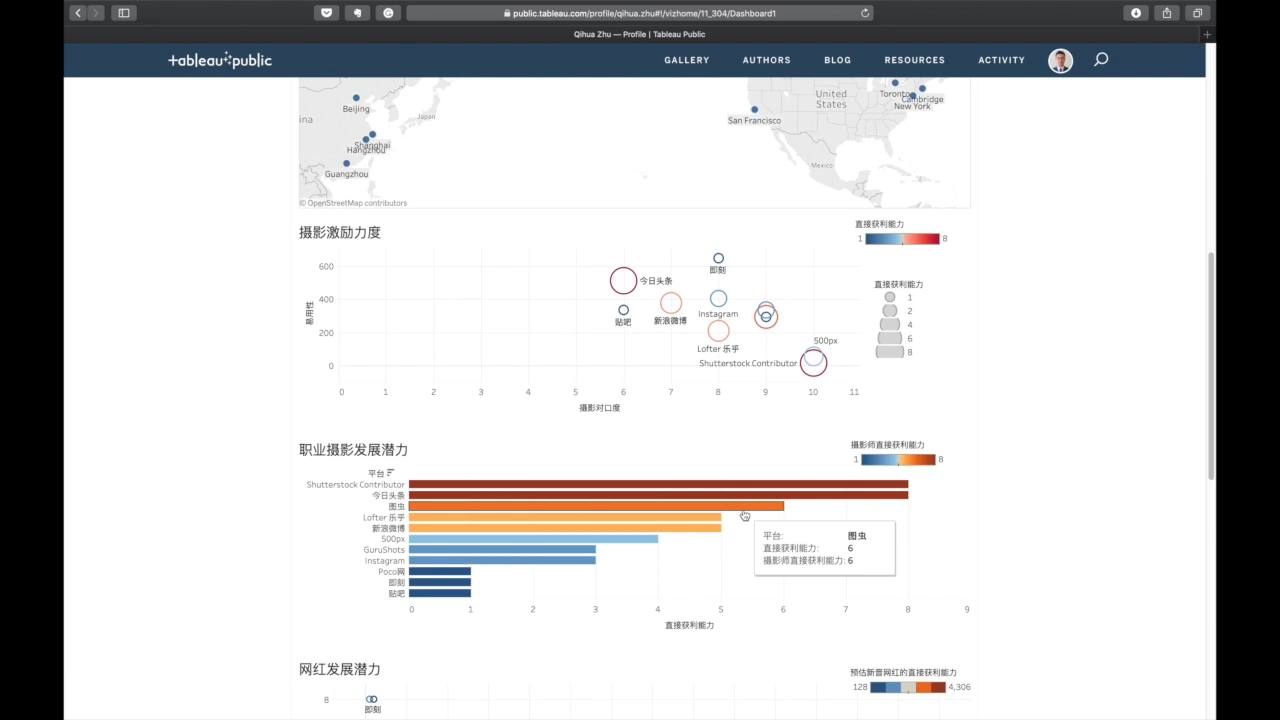 public.tableau.com/profile/qihua.zhu#!/vizhome/11_304/Dashboard1
Qihua Zhu — Profile | Tableau Public
+ableau public
GALLERY AUTHORS BLOG RESOURCES ACTIVITY
Beijing
Japan
ina
Shanghai
Hangzhou
Guangzhou
United
States
Toronto
Cambridge
New York
San Francisco
Mexico
© OpenStreetMap contributors
摄影激励力度
直接获利能力
1 8
600
400
200
0
易用性
即刻
今日头条
贴吧
新浪微博
Instagram
Lofter 乐乎
500px
Shutterstock Contributor
0 1 2 3 4 5 6 7 8 9 10 11
摄影对口度
直接获利能力
1
2
4
6
8
职业摄影发展潜力
摄影师直接获利能力
1 8
平台
Shutterstock Contributor
今日头条
图虫
Lofter 乐乎
新浪微博
500px
GuruShots
Instagram
Poco网
即刻
贴吧
0 1 2 3 4 5 6 7 8 9
直接获利能力
平台: 图虫
直接获利能力: 6
摄影师直接获利能力: 6
网红发展潜力
预估新晋网红的直接获利能力
128 4,306
8
即刻